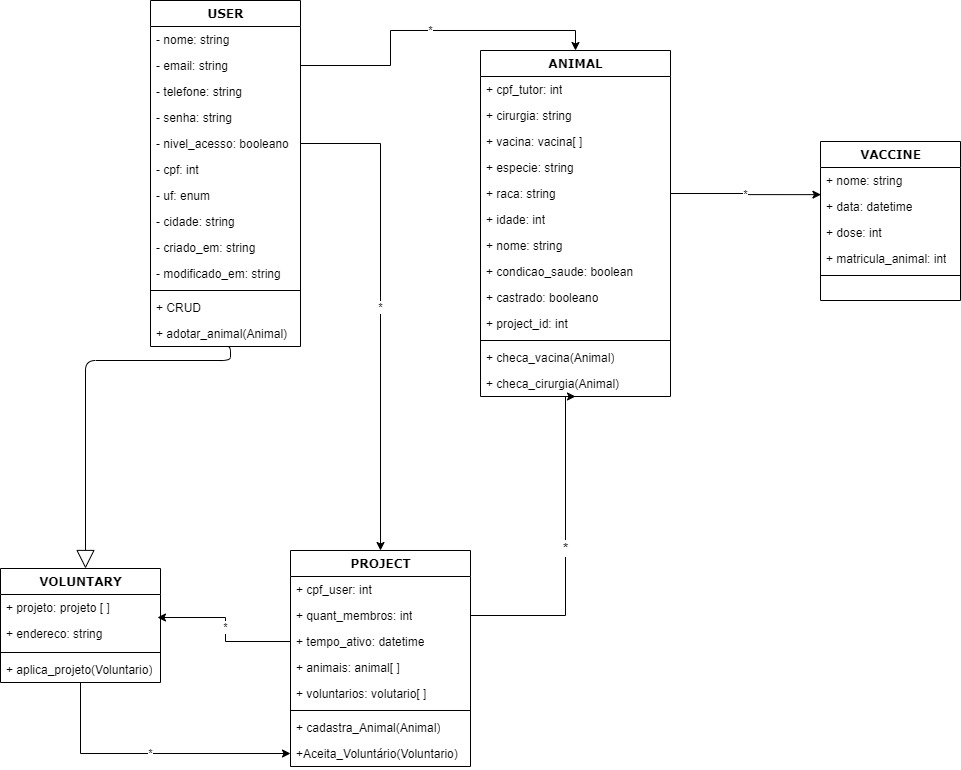 USER
- nome: string
- email: string
- telefone: string
- senha: string
- nivel_acesso: booleano
- cpf: int
- uf: enum
- cidade: string
- criado_em: string
- modificado_em: string
+ CRUD
+ adotar_animal(Animal)
*
ANIMAL
+ cpf_tutor: int
+ cirurgia: string
+ vacina: vacina[ ]
+ especie: string
+ raca: string
+ idade: int
+ nome: string
+ condicao_saude: boolean
+ castrado: booleano
+ project_id: int
+ checa_vacina(Animal)
+ checa_cirurgia(Animal)
*
VACCINE
+ nome: string
+ data: datetime
+ dose: int
+ matricula_animal: int
*
*
VOLUNTARY
+ projeto: projeto [ ]
+ endereco: string
+ aplica_projeto(Voluntario)
*
*
PROJECT
+ cpf_user: int
+ quant_membros: int
+ tempo_ativo: datetime
+ animais: animal[ ]
+ voluntarios: volutario[ ]
+ cadastra_Animal(Animal)
+Aceita_Voluntário(Voluntario)